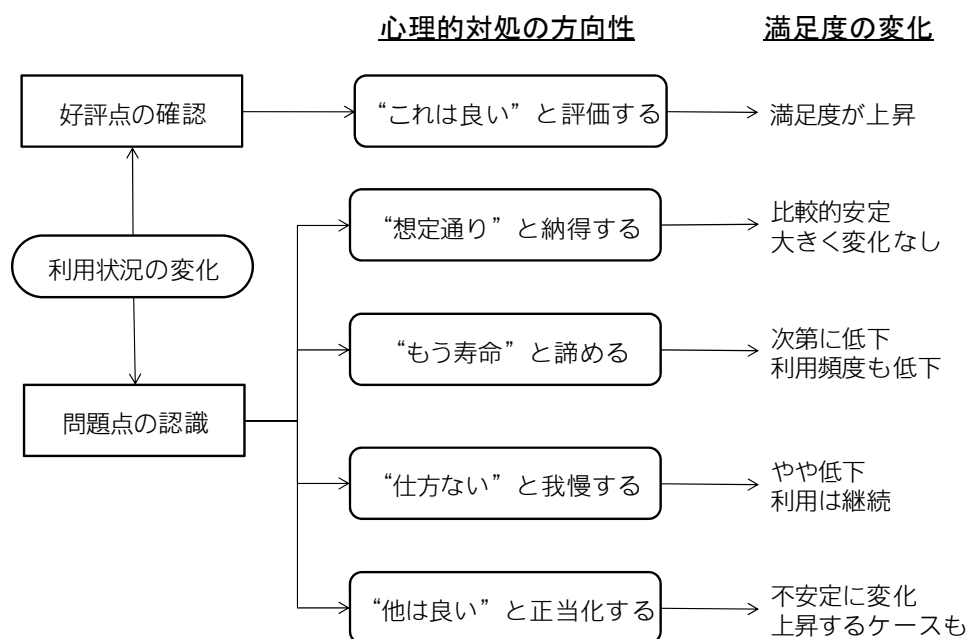 心理的対処の方向性
満足度の変化
好評点の確認
“これは良い”と評価する
満足度が上昇
利用状況の変化
問題点の認識
“想定通り”と納得する
比較的安定
大きく変化なし
“もう寿命”と諦める
次第に低下
利用頻度も低下
“仕方ない”と我慢する
やや低下
利用は継続
“他は良い”と正当化する
不安定に変化
上昇するケースも